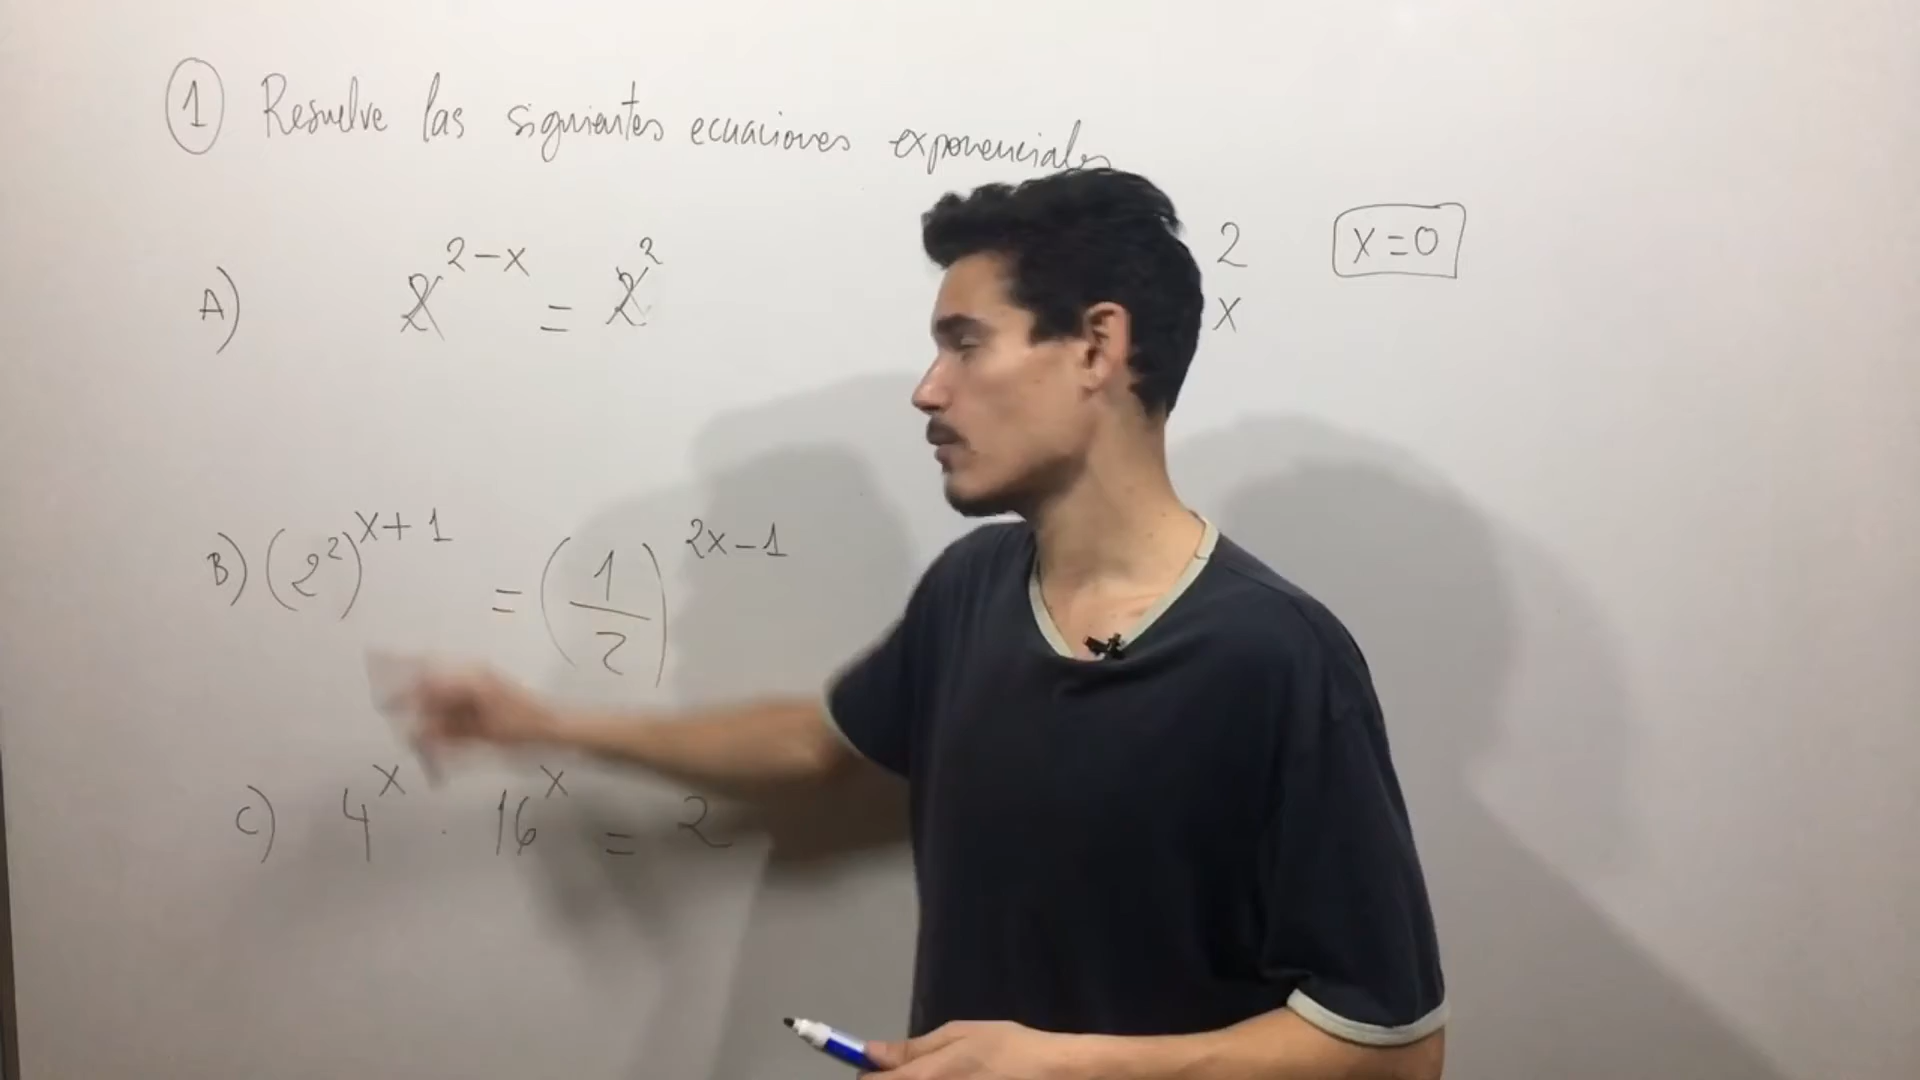 1 Resuelve las siguientes ecuaciones exponenciales
A) 2^(2-x) = 2^2 2 x=0
x
B) (2^2)^(x+1) = (1/2)^(2x-1)
C) 4^x · 16^x = 2